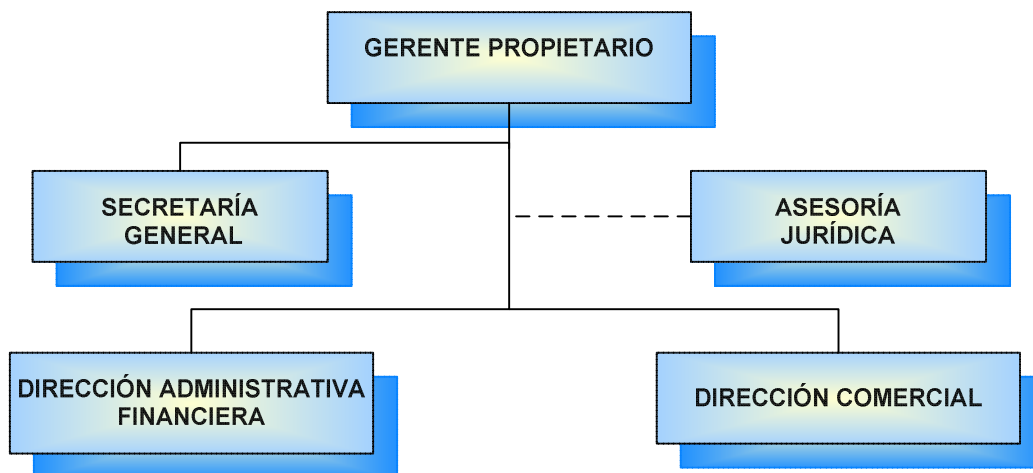 GERENTE PROPIETARIO
SECRETARÍA
GENERAL
ASESORÍA
JURÍDICA
DIRECCIÓN ADMINISTRATIVA
FINANCIERA
DIRECCIÓN COMERCIAL